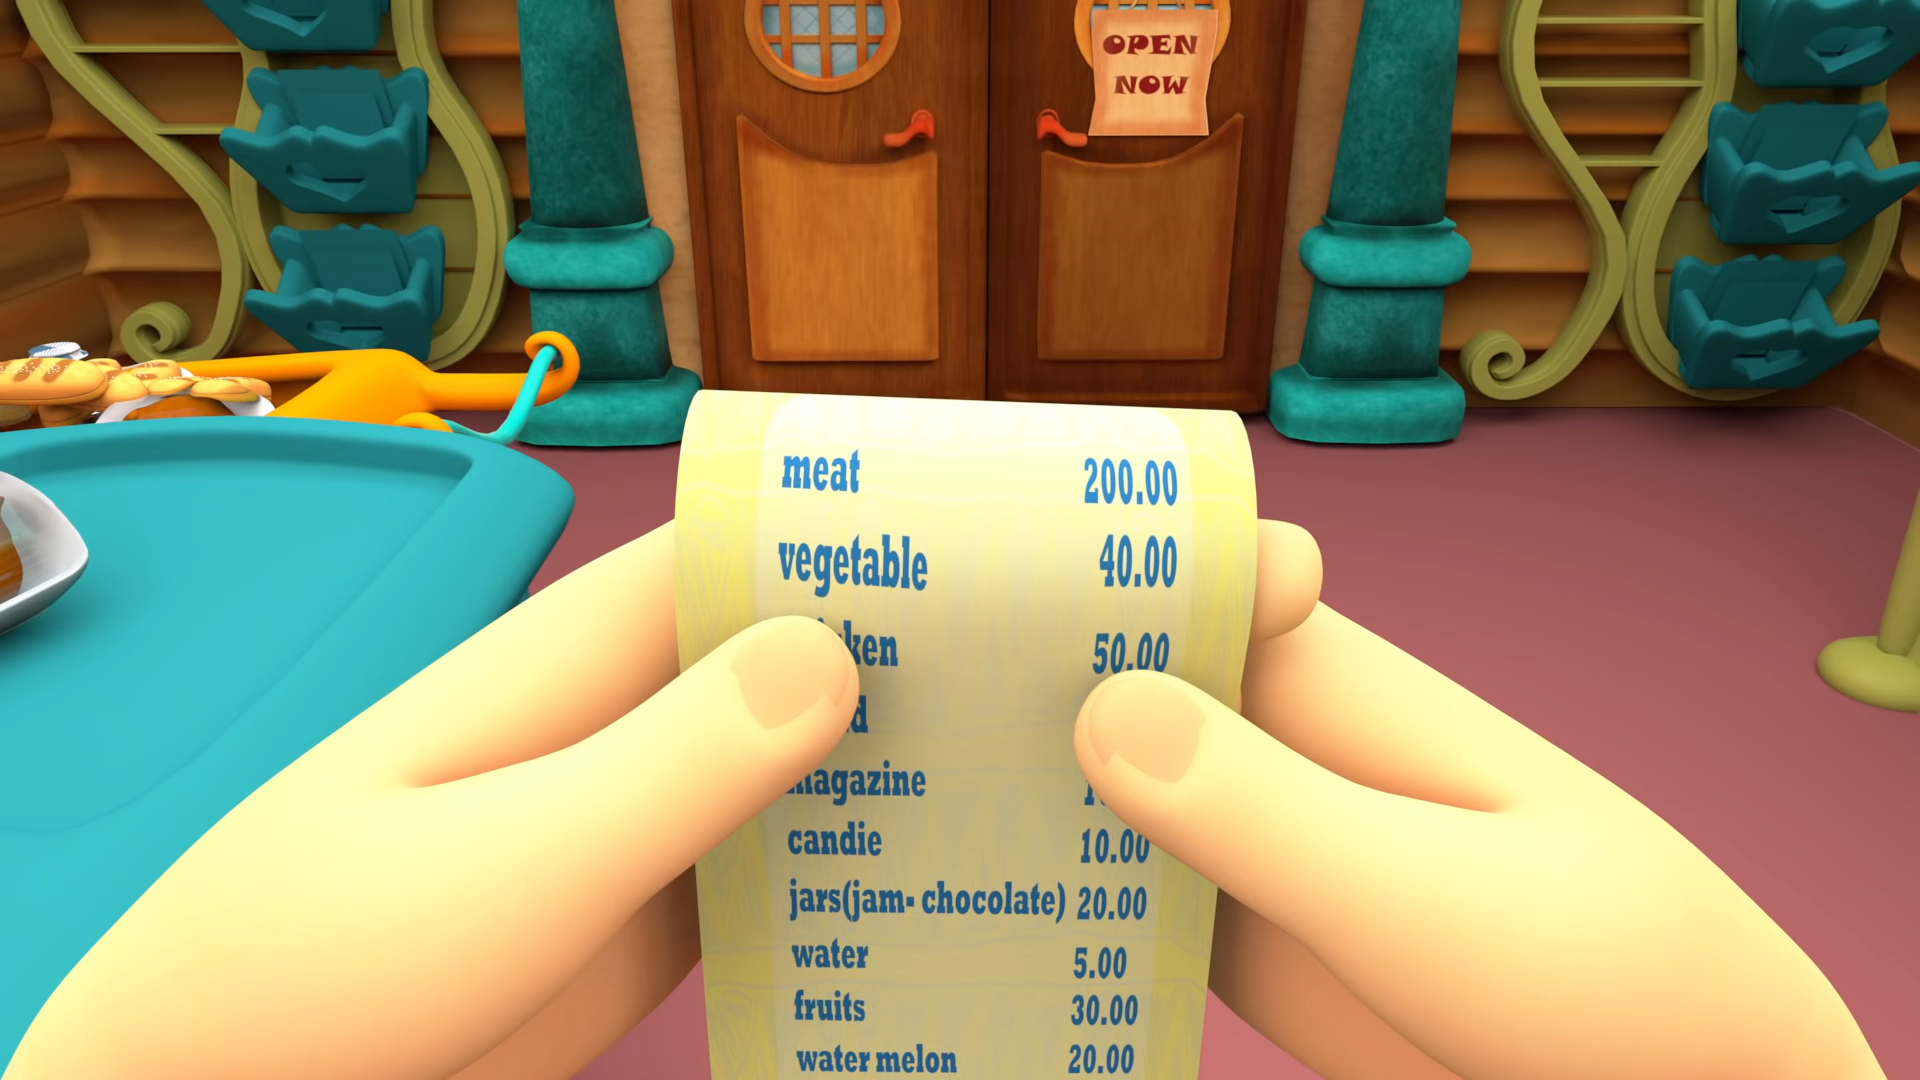 OPEN
NOW
meat 200.00
vegetable 40.00
50.00
candie 10.00
jars(jam- chocolate) 20.00
water 5.00
fruits 30.00
water melon 20.00